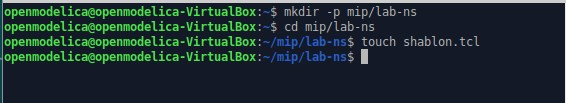 openmodelica@openmodelica-VirtualBox:~$ mkdir -p mip/lab-ns
openmodelica@openmodelica-VirtualBox:~$ cd mip/lab-ns
openmodelica@openmodelica-VirtualBox:~/mip/lab-ns$ touch shablon.tcl
openmodelica@openmodelica-VirtualBox:~/mip/lab-ns$